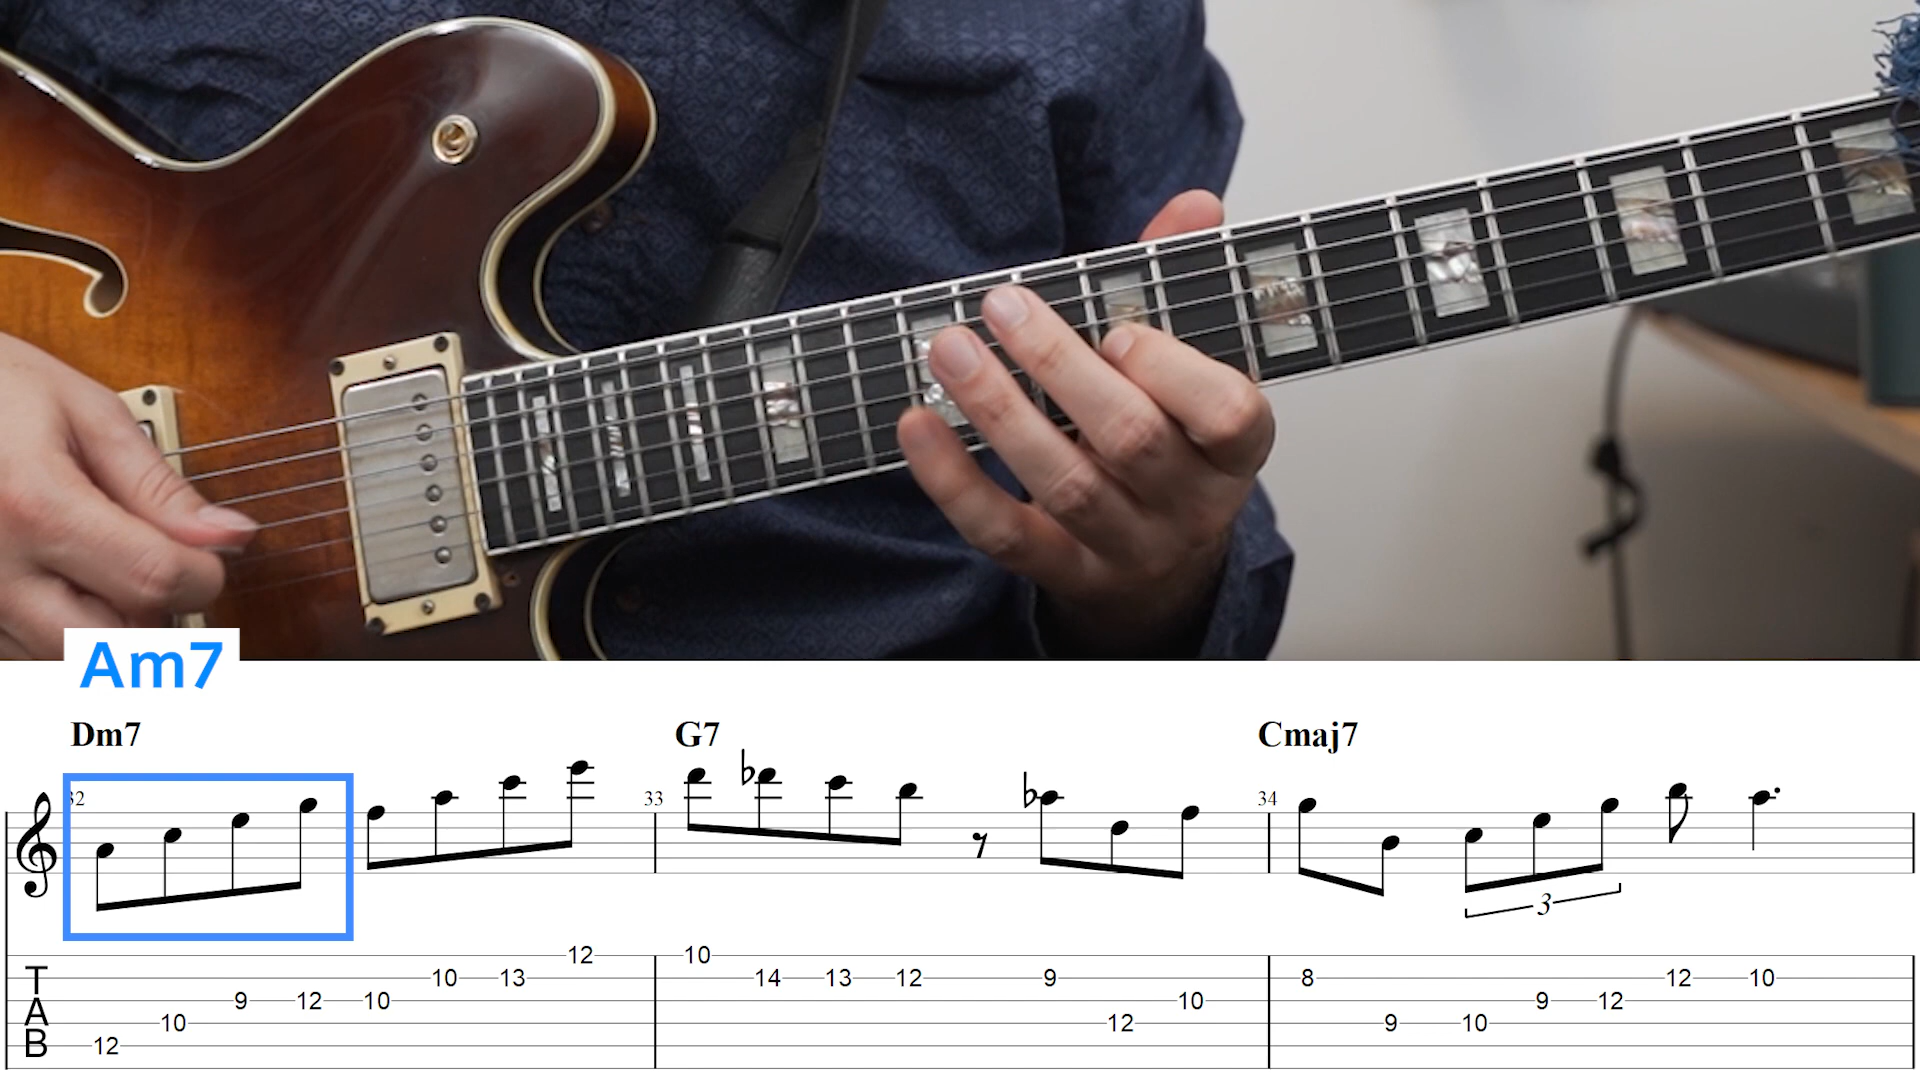 Am7
Dm7 G7 Cmaj7
32 33 34
3
T
A
B
12 10 9 12 10 10 13 12
10 14 13 12 9 12 10
8 9 10 9 12 12 10